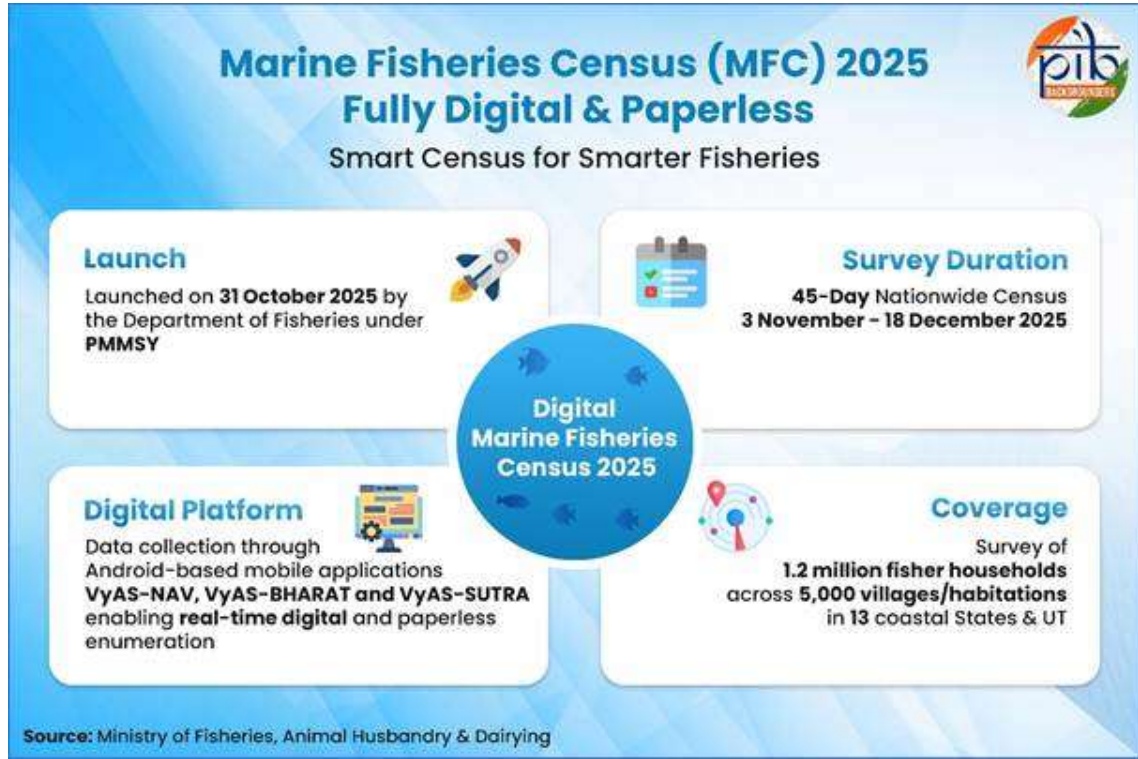 Marine Fisheries Census (MFC) 2025
Fully Digital & Paperless
Smart Census for Smarter Fisheries
pib
BACKGROUNDERS
Launch
Launched on 31 October 2025 by
the Department of Fisheries under
PMMSY
Survey Duration
45-Day Nationwide Census
3 November – 18 December 2025
Digital
Marine Fisheries
Census 2025
Digital Platform
Data collection through
Android-based mobile applications
VyAS-NAV, VyAS-BHARAT and VyAS-SUTRA
enabling real-time digital and paperless
enumeration
Coverage
Survey of
1.2 million fisher households
across 5,000 villages/habitations
in 13 coastal States & UT
Source: Ministry of Fisheries, Animal Husbandry & Dairying